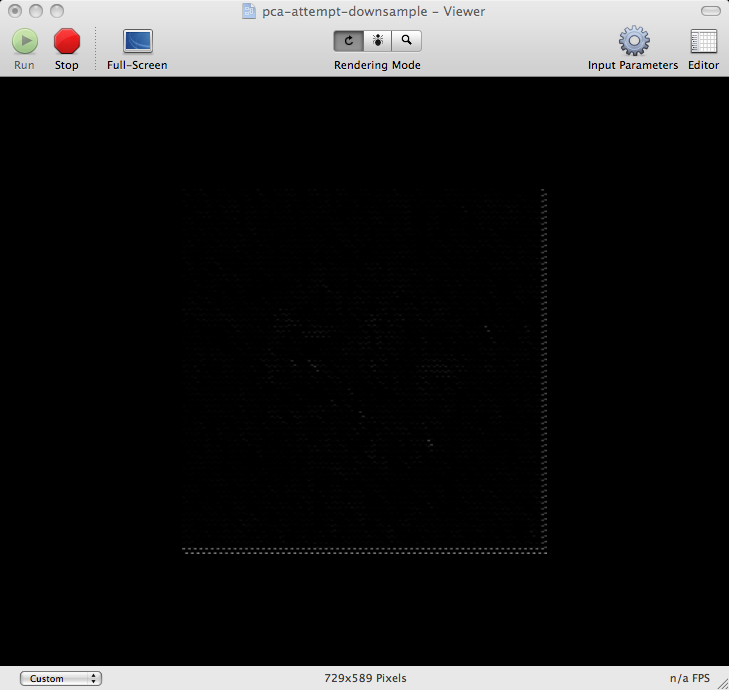 pca-attempt-downsample – Viewer
Run
Stop
Full-Screen
Rendering Mode
Input Parameters
Editor
Custom
729x589 Pixels
n/a FPS